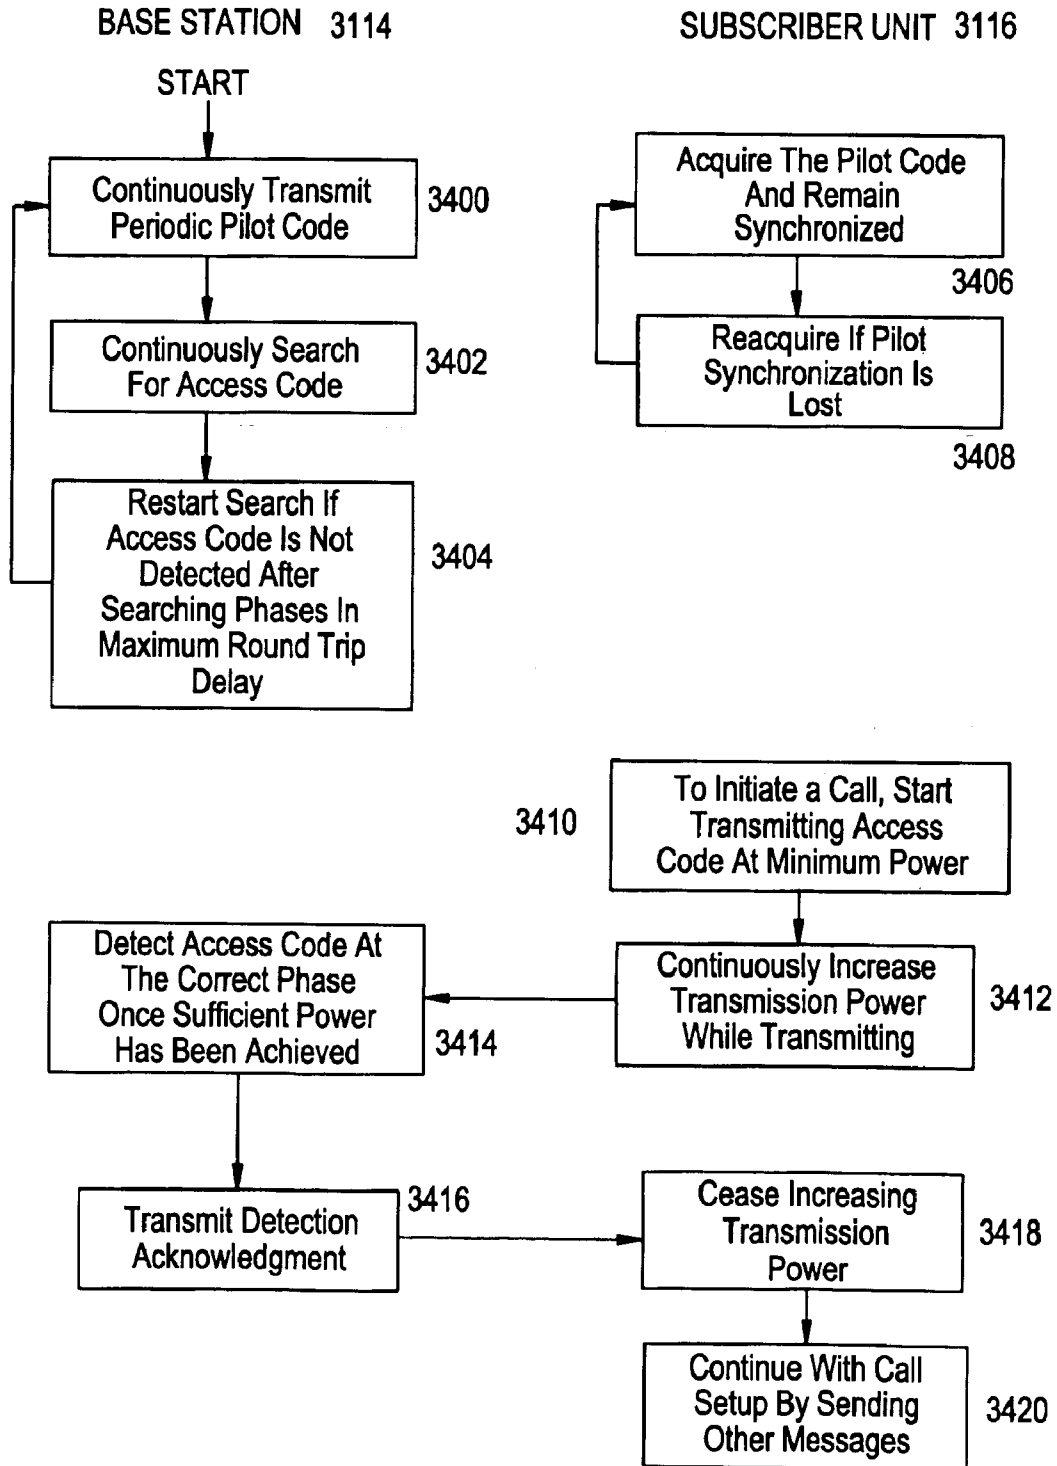 BASE STATION 3114
SUBSCRIBER UNIT 3116
START
Continuously Transmit
Periodic Pilot Code
3400
Continuously Search
For Access Code
3402
Restart Search If
Access Code Is Not
Detected After
Searching Phases In
Maximum Round Trip
Delay
3404
Acquire The Pilot Code
And Remain
Synchronized
3406
Reacquire If Pilot
Synchronization Is
Lost
3408
3410
To Initiate a Call, Start
Transmitting Access
Code At Minimum Power
Continuously Increase
Transmission Power
While Transmitting
3412
Detect Access Code At
The Correct Phase
Once Sufficient Power
Has Been Achieved
3414
Transmit Detection
Acknowledgment
3416
Cease Increasing
Transmission
Power
3418
Continue With Call
Setup By Sending
Other Messages
3420